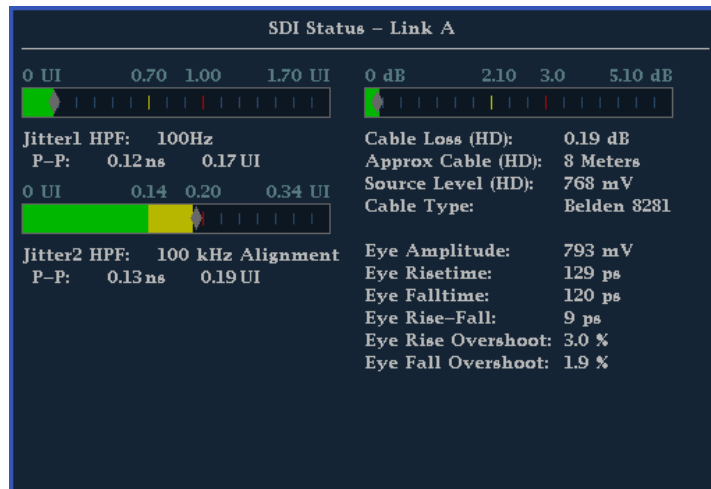 SDI Status – Link A
0 UI 0.70 1.00 1.70 UI
Jitter1 HPF: 100Hz
P–P: 0.12 ns 0.17 UI
0 UI 0.14 0.20 0.34 UI
Jitter2 HPF: 100 kHz Alignment
P–P: 0.13 ns 0.19 UI
0 dB 2.10 3.0 5.10 dB
Cable Loss (HD): 0.19 dB
Approx Cable (HD): 8 Meters
Source Level (HD): 768 mV
Cable Type: Belden 8281
Eye Amplitude: 793 mV
Eye Risetime: 129 ps
Eye Falltime: 120 ps
Eye Rise–Fall: 9 ps
Eye Rise Overshoot: 3.0 %
Eye Fall Overshoot: 1.9 %